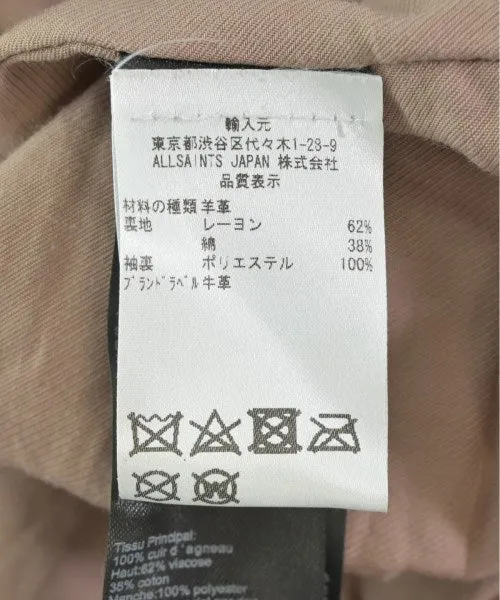 輸入元
東京都渋谷区代々木1-28-9
ALLSAINTS JAPAN 株式会社
品質表示
材料の種類 羊革
裏地 レーヨン 62%
綿 38%
袖裏 ポリエステル 100%
ﾌﾞﾗﾝﾄﾞﾗﾍﾞﾙ 牛革
W
Tissu Principal:
100% cuir d'agneau
Haut:62% viscose
38% coton
Manche:100% polyester